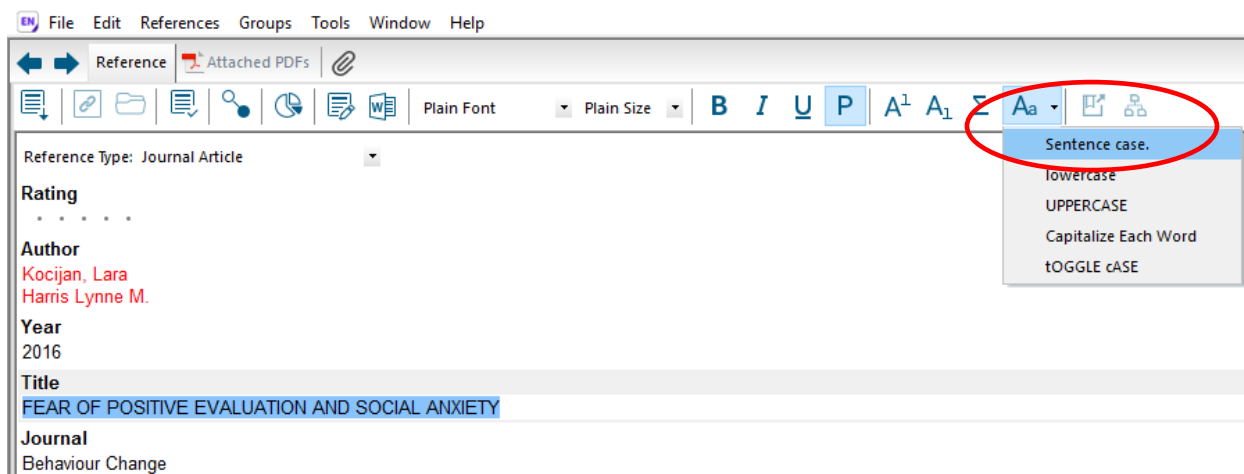 EN File Edit References Groups Tools Window Help
Reference Attached PDFs
Plain Font Plain Size B I U P A1 A1 Σ Aa
Sentence case.
lowercase
UPPERCASE
Capitalize Each Word
tOGGLE cASE
Reference Type: Journal Article
Rating
Author
Kocijan, Lara
Harris Lynne M.
Year
2016
Title
FEAR OF POSITIVE EVALUATION AND SOCIAL ANXIETY
Journal
Behaviour Change